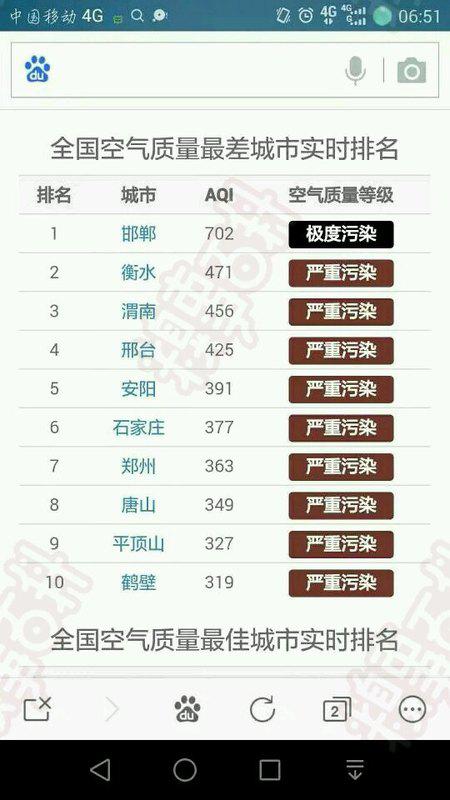 中国移动 4G 4G 4G G 06:51
du
全国空气质量最差城市实时排名
排名 城市 AQI 空气质量等级
1 邯郸 702 极度污染
2 衡水 471 严重污染
3 渭南 456 严重污染
4 邢台 425 严重污染
5 安阳 391 严重污染
6 石家庄 377 严重污染
7 郑州 363 严重污染
8 唐山 349 严重污染
9 平顶山 327 严重污染
10 鹤壁 319 严重污染
全国空气质量最佳城市实时排名
du 2